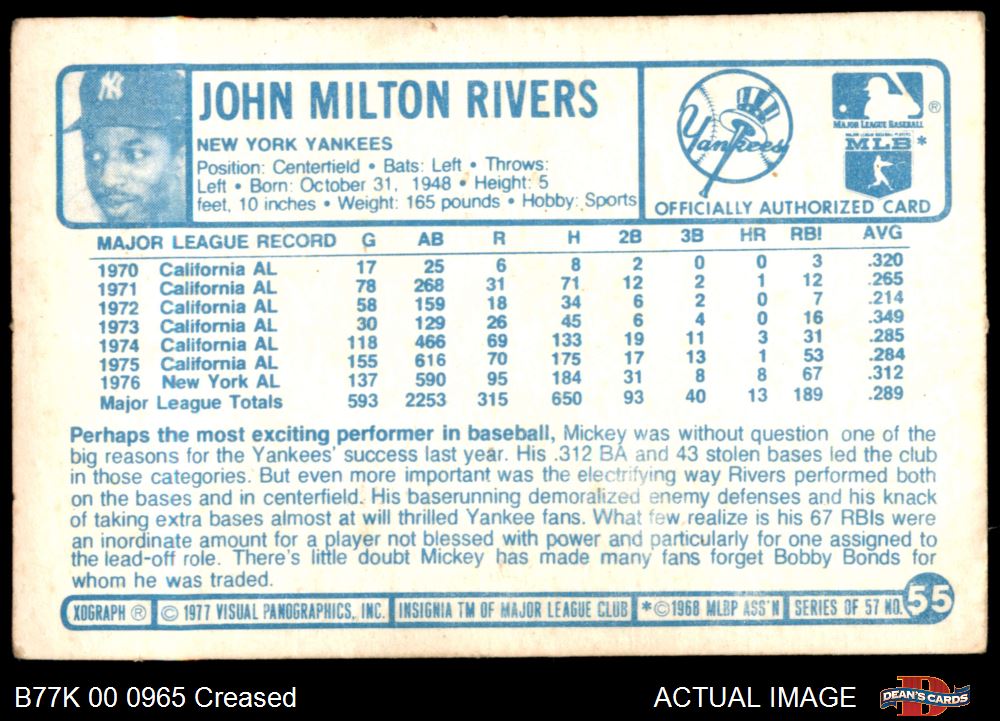 NY
JOHN MILTON RIVERS
NEW YORK YANKEES
Position: Centerfield • Bats: Left • Throws:
Left • Born: October 31, 1948 • Height: 5
feet, 10 inches • Weight: 165 pounds • Hobby: Sports
Yankees
MAJOR LEAGUE BASEBALL ®
MAJOR LEAGUE BASEBALL PLAYERS
MLB *
OFFICIALLY AUTHORIZED CARD
MAJOR LEAGUE RECORD G AB R H 2B 3B HR RBI AVG
1970 California AL 17 25 6 8 2 0 0 3 .320
1971 California AL 78 268 31 71 12 2 1 12 .265
1972 California AL 58 159 18 34 6 2 0 7 .214
1973 California AL 30 129 26 45 6 4 0 16 .349
1974 California AL 118 466 69 133 19 11 3 31 .285
1975 California AL 155 616 70 175 17 13 1 53 .284
1976 New York AL 137 590 95 184 31 8 8 67 .312
Major League Totals 593 2253 315 650 93 40 13 189 .289
Perhaps the most exciting performer in baseball, Mickey was without question one of the
big reasons for the Yankees' success last year. His .312 BA and 43 stolen bases led the club
in those categories. But even more important was the electrifying way Rivers performed both
on the bases and in centerfield. His baserunning demoralized enemy defenses and his knack
of taking extra bases almost at will thrilled Yankee fans. What few realize is his 67 RBIs were
an inordinate amount for a player not blessed with power and particularly for one assigned to
the lead-off role. There's little doubt Mickey has made many fans forget Bobby Bonds for
whom he was traded.
XOGRAPH ® © 1977 VISUAL PANOGRAPHICS, INC. INSIGNIA TM OF MAJOR LEAGUE CLUB *© 1968 MLBP ASS'N SERIES OF 57 NO. 55
B77K 00 0965 Creased ACTUAL IMAGE DEAN'S CARDS